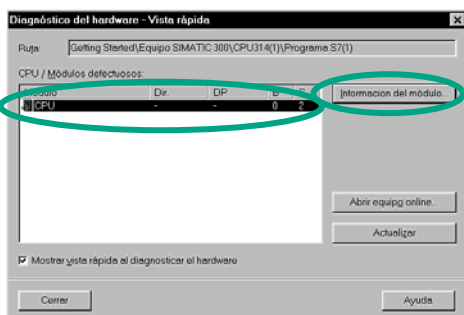 Diagnóstico del hardware - Vista rápida
Ruta: Getting Started\Equipo SIMATIC 300\CPU314(1)\Programa S7(1)
CPU / Módulos defectuosos:
Módulo Dir. DP
CPU - - 0 2
Informacion del módulo...
Abrir equipo online...
Actualizar
Mostrar vista rápida al diagnosticar el hardware
Cerrar Ayuda